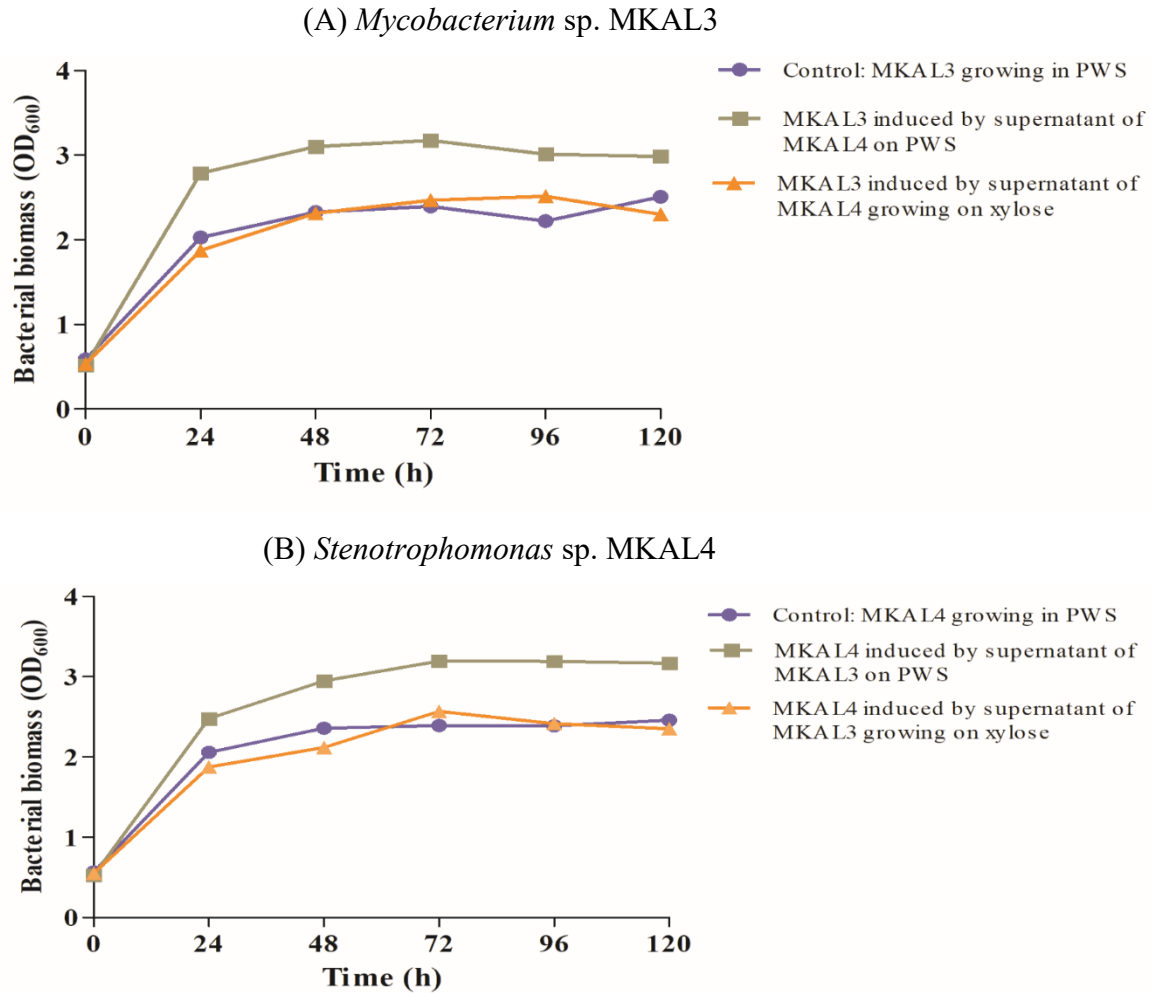 (A) Mycobacterium sp. MKAL3
4
3
2
1
0
Bacterial biomass (OD600)
0 24 48 72 96 120
Time (h)
Control: MKAL3 growing in PWS
MKAL3 induced by supernatant of
MKAL4 on PWS
MKAL3 induced by supernatant of
MKAL4 growing on xylose
(B) Stenotrophomonas sp. MKAL4
4
3
2
1
0
Bacterial biomass (OD600)
0 24 48 72 96 120
Time (h)
Control: MKAL4 growing in PWS
MKAL4 induced by supernatant of
MKAL3 on PWS
MKAL4 induced by supernatant of
MKAL3 growing on xylose